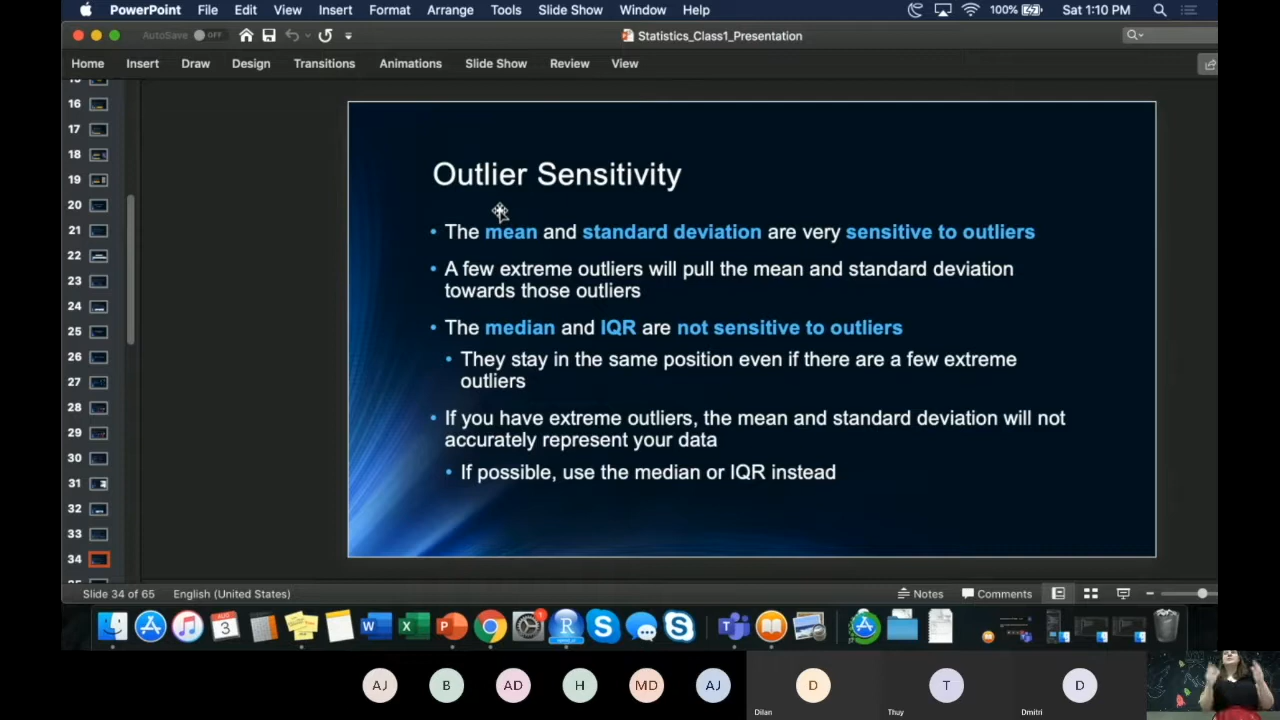 PowerPoint File Edit View Insert Format Arrange Tools Slide Show Window Help 100% Sat 1:10 PM
AutoSave OFF Statistics_Class1_Presentation
Home Insert Draw Design Transitions Animations Slide Show Review View
16
17
18
19
20
21
22
23
24
25
26
27
28
29
30
31
32
33
34
Outlier Sensitivity
• The mean and standard deviation are very sensitive to outliers
• A few extreme outliers will pull the mean and standard deviation
towards those outliers
• The median and IQR are not sensitive to outliers
• They stay in the same position even if there are a few extreme
outliers
• If you have extreme outliers, the mean and standard deviation will not
accurately represent your data
• If possible, use the median or IQR instead
Slide 34 of 65 English (United States) Notes Comments
3 W X P 1 R S S T
AJ B AD H MD AJ D T D
Dilan Thuy Dmitri